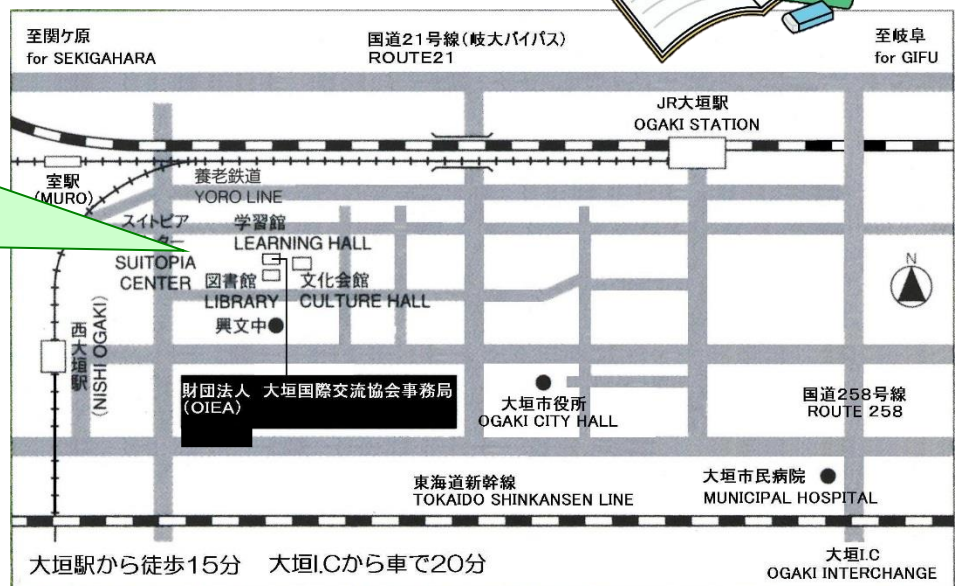 至関ケ原
for SEKIGAHARA
国道21号線(岐大バイパス)
ROUTE21
至岐阜
for GIFU
JR大垣駅
OGAKI STATION
室駅
(MURO)
養老鉄道
YORO LINE
スイトピア
ター
SUITOPIA
CENTER
学習館
LEARNING HALL
図書館
LIBRARY
文化会館
CULTURE HALL
興文中
N
西大垣駅
(NISHI OGAKI)
財団法人 大垣国際交流協会事務局
(OIEA)
大垣市役所
OGAKI CITY HALL
国道258号線
ROUTE 258
東海道新幹線
TOKAIDO SHINKANSEN LINE
大垣市民病院
MUNICIPAL HOSPITAL
大垣駅から徒歩15分 大垣I.Cから車で20分
大垣I.C
OGAKI INTERCHANGE